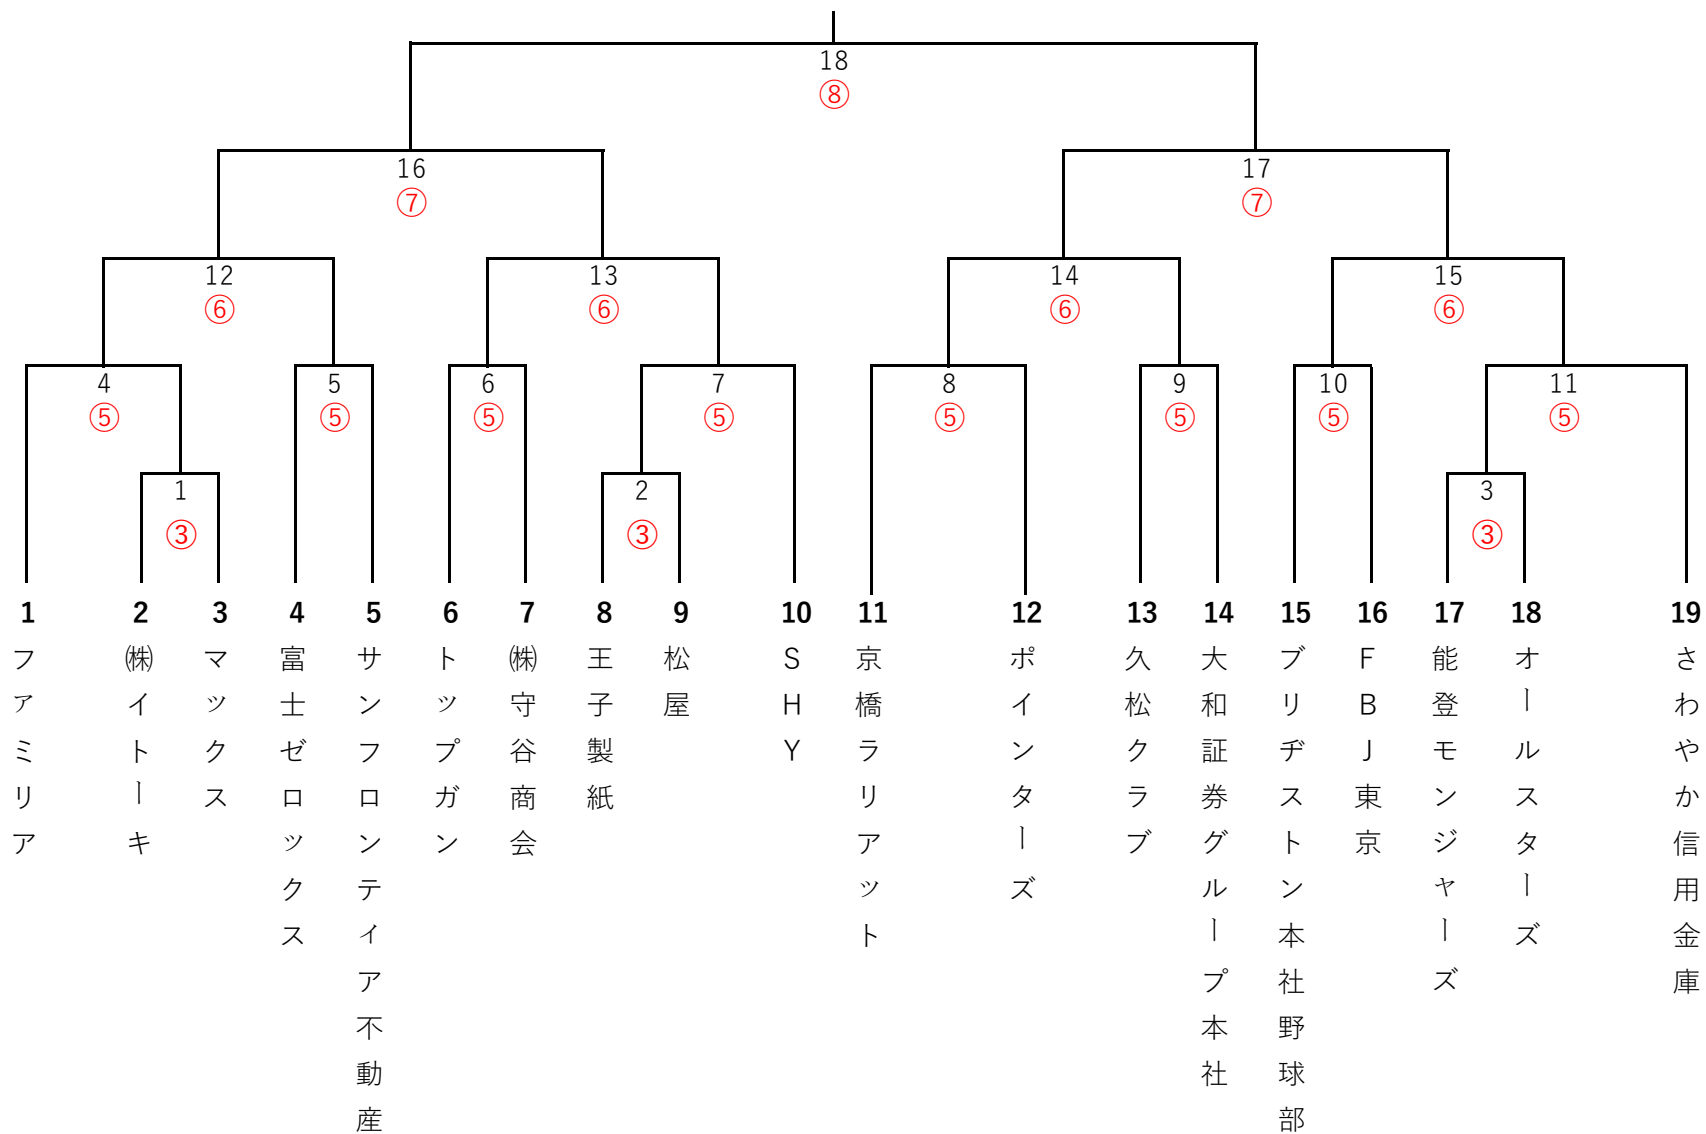 18
⑧
16 17
⑦ ⑦
12 13 14 15
⑥ ⑥ ⑥ ⑥
4 5 6 7 8 9 10 11
⑤ ⑤ ⑤ ⑤ ⑤ ⑤ ⑤ ⑤
1 2 3
③ ③ ③
1 2 3 4 5 6 7 8 9 10 11 12 13 14 15 16 17 18 19
ファミリア
㈱イトーキ
マックス
富士ゼロックス
サンフロンティア不動産
トップガン
㈱守谷商会
王子製紙
松屋
SHY
京橋ラリアット
ポインターズ
久松クラブ
大和証券グループ本社
ブリヂストン本社野球部
FBJ東京
能登モンジャーズ
オールスターズ
さわやか信用金庫